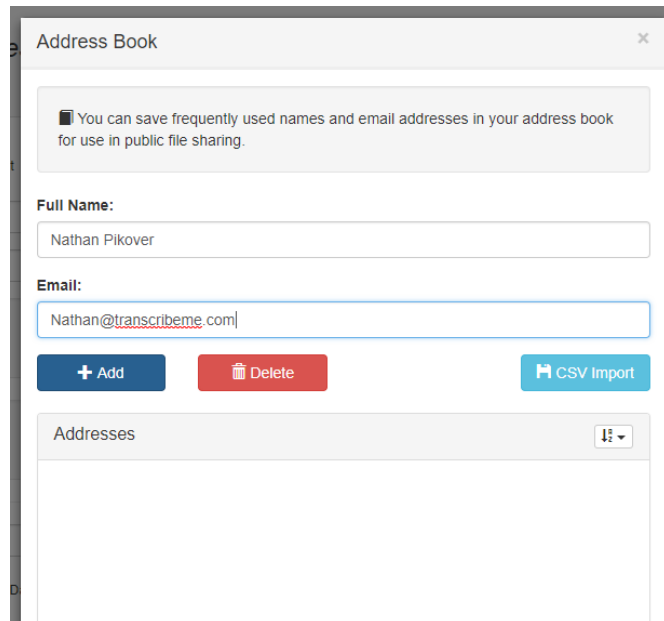 Address Book
You can save frequently used names and email addresses in your address book
for use in public file sharing.
Full Name:
Nathan Pikover
Email:
Nathan@transcribeme.com
Add Delete CSV Import
Addresses